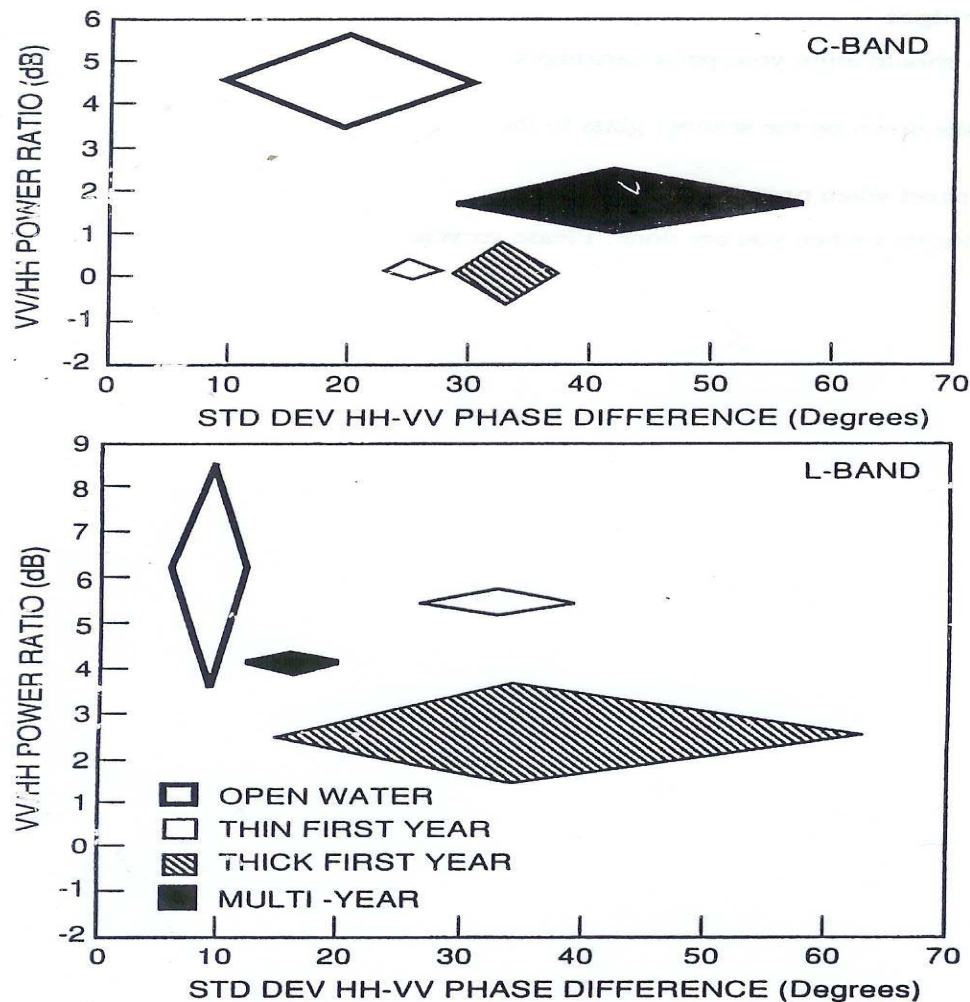 C-BAND
VV/HH POWER RATIO (dB)
6
5
4
3
2
1
0
-1
-2
0 10 20 30 40 50 60 70
STD DEV HH-VV PHASE DIFFERENCE (Degrees)
L-BAND
VV/HH POWER RATIO (dB)
9
8
7
6
5
4
3
2
1
0
-1
-2
OPEN WATER
THIN FIRST YEAR
THICK FIRST YEAR
MULTI -YEAR
0 10 20 30 40 50 60 70
STD DEV HH-VV PHASE DIFFERENCE (Degrees)